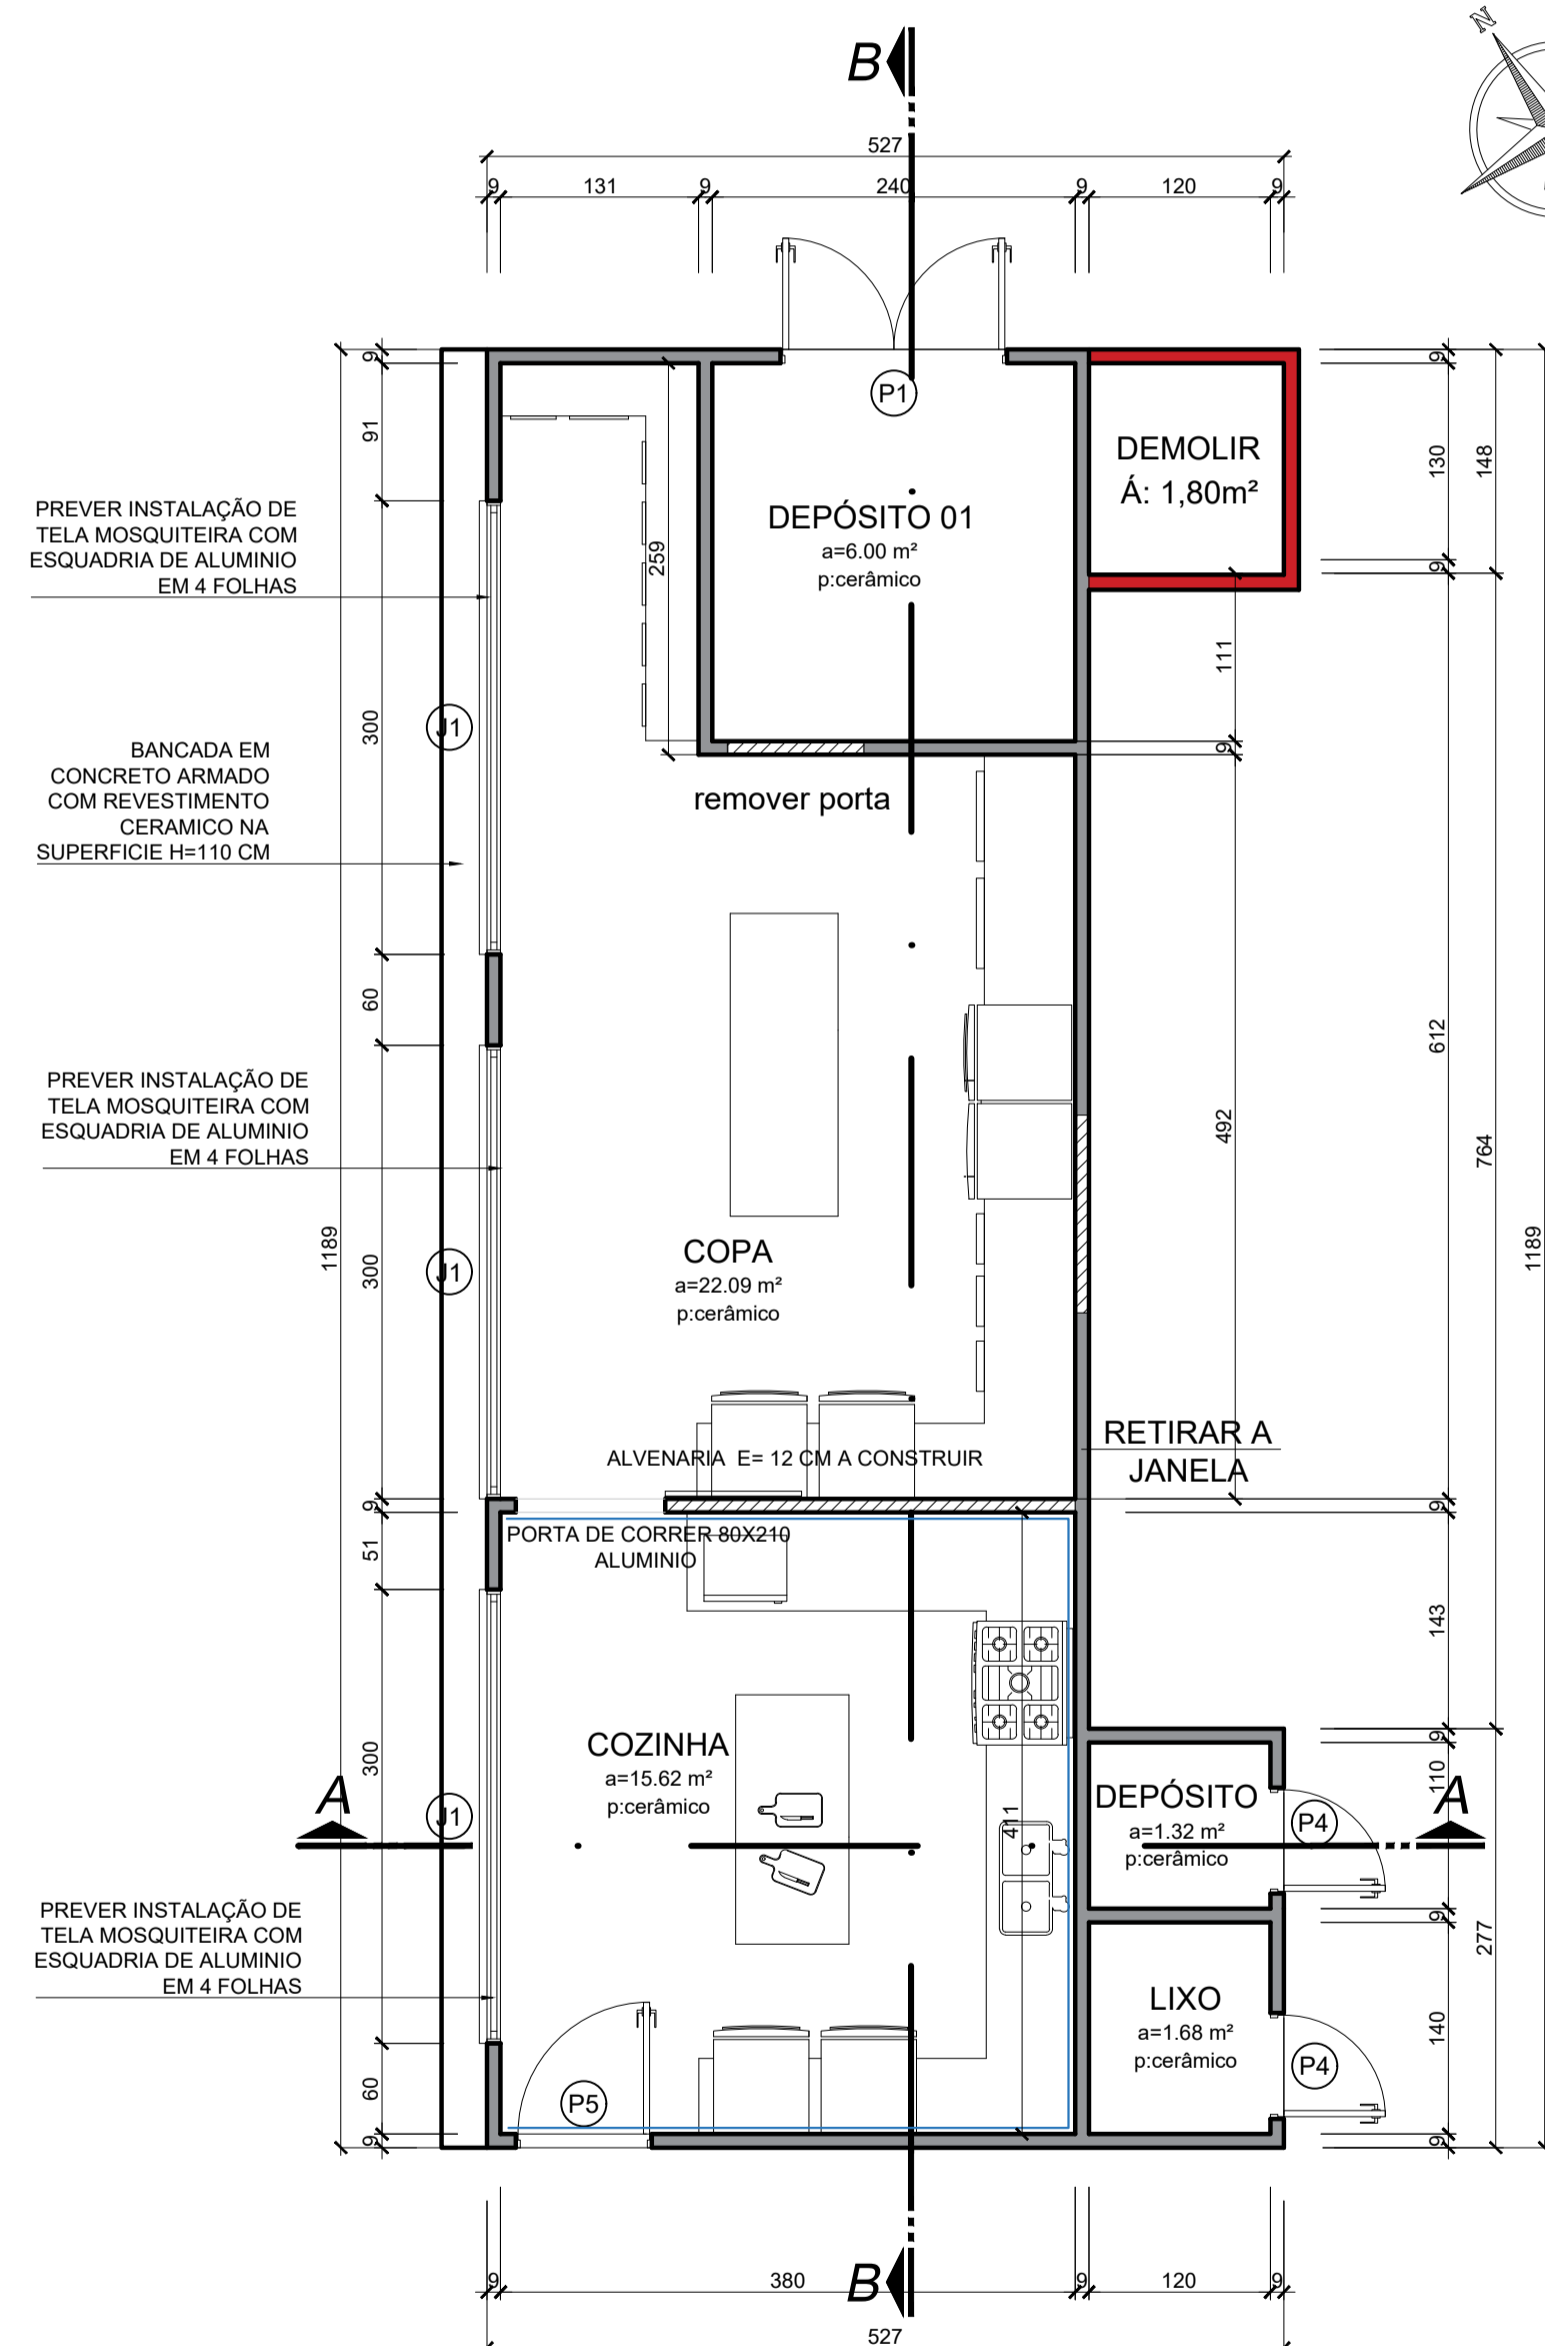 N
B
527
9 131 9 240 9 120 9
9
91
300
60
300
9
51
300
60
9
1189
259
P1
DEPÓSITO 01
a=6.00 m²
p:cerâmico
DEMOLIR
Á: 1,80m²
9
130
9
148
111
9
612
492
764
1189
PREVER INSTALAÇÃO DE
TELA MOSQUITEIRA COM
ESQUADRIA DE ALUMINIO
EM 4 FOLHAS
J1
BANCADA EM
CONCRETO ARMADO
COM REVESTIMENTO
CERAMICO NA
SUPERFICIE H=110 CM
remover porta
PREVER INSTALAÇÃO DE
TELA MOSQUITEIRA COM
ESQUADRIA DE ALUMINIO
EM 4 FOLHAS
J1
COPA
a=22.09 m²
p:cerâmico
RETIRAR A
JANELA
ALVENARIA E= 12 CM A CONSTRUIR
9
PORTA DE CORRER 80X210
ALUMINIO
143
9
COZINHA
a=15.62 m²
p:cerâmico
411
110
DEPÓSITO
a=1.32 m²
p:cerâmico
P4
A
A
J1
9
277
PREVER INSTALAÇÃO DE
TELA MOSQUITEIRA COM
ESQUADRIA DE ALUMINIO
EM 4 FOLHAS
LIXO
a=1.68 m²
p:cerâmico
P4
140
9
P5
9 380 9 120 9
B
527